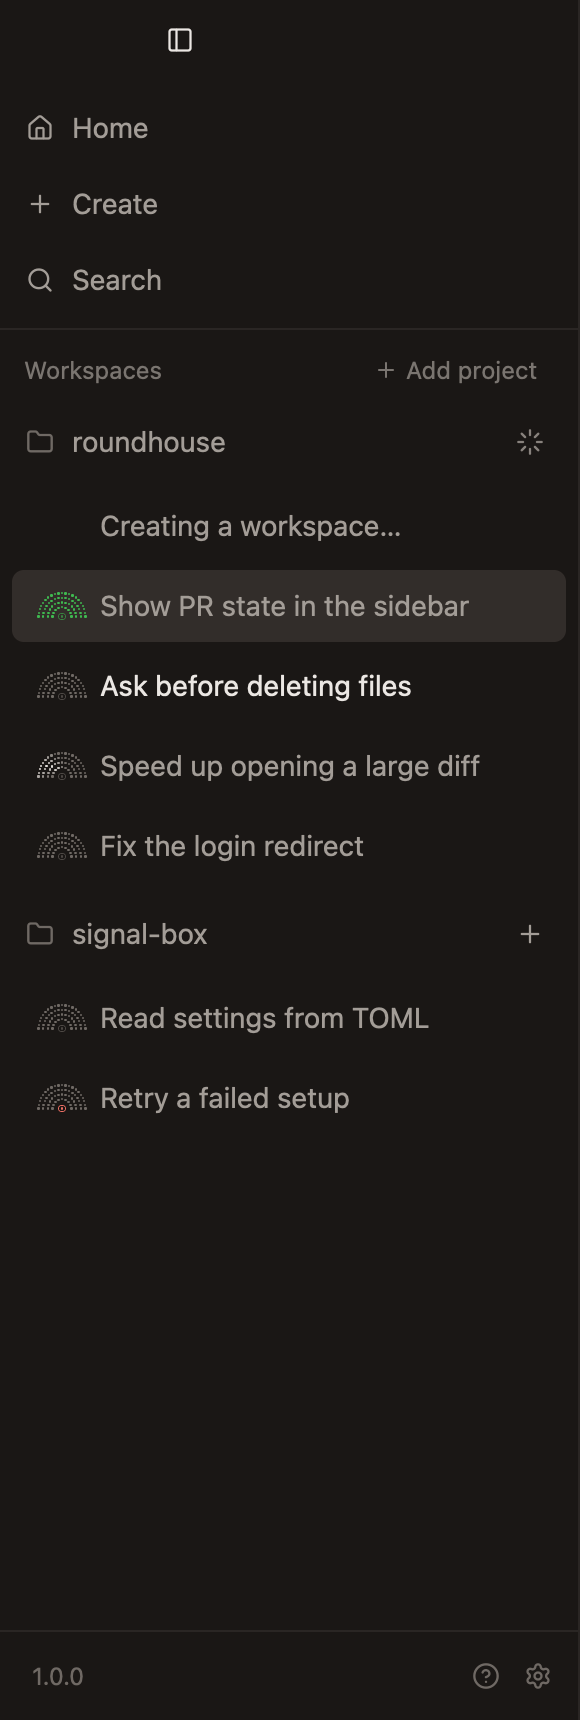 Home
Create
Search
Workspaces
Add project
roundhouse
Creating a workspace...
Show PR state in the sidebar
Ask before deleting files
Speed up opening a large diff
Fix the login redirect
signal-box
Read settings from TOML
Retry a failed setup
1.0.0